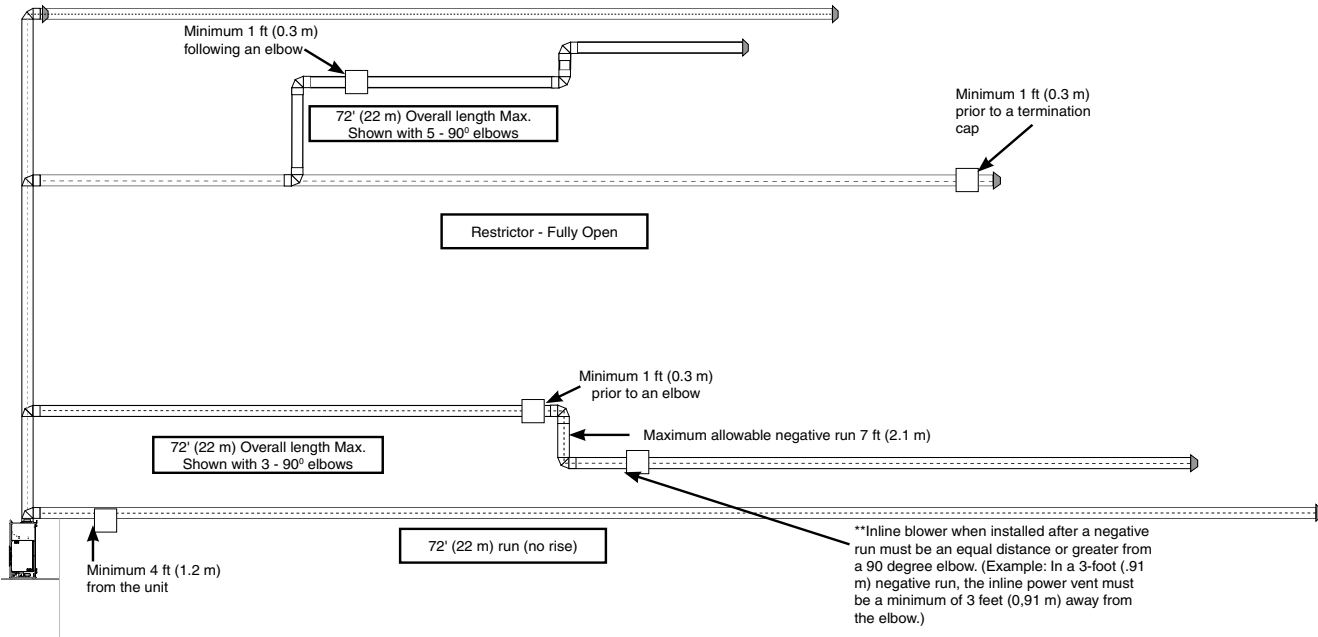 Minimum 1 ft (0.3 m)
following an elbow
72' (22 m) Overall length Max.
Shown with 5 - 90⁰ elbows
Minimum 1 ft (0.3 m)
prior to a termination
cap
Restrictor - Fully Open
Minimum 1 ft (0.3 m)
prior to an elbow
Maximum allowable negative run 7 ft (2.1 m)
72' (22 m) Overall length Max.
Shown with 3 - 90⁰ elbows
72' (22 m) run (no rise)
Minimum 4 ft (1.2 m)
from the unit
**Inline blower when installed after a negative
run must be an equal distance or greater from
a 90 degree elbow. (Example: In a 3-foot (.91
m) negative run, the inline power vent must
be a minimum of 3 feet (0,91 m) away from
the elbow.)